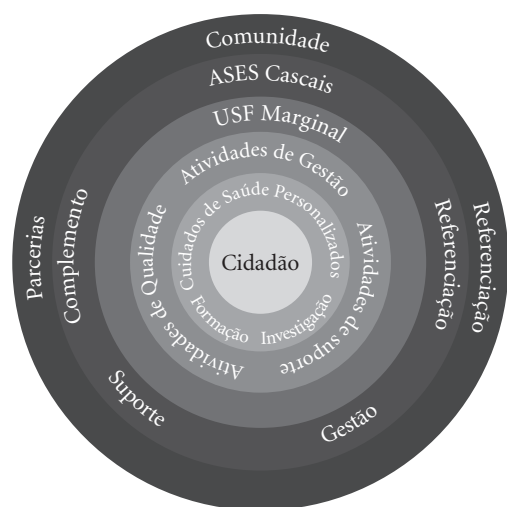 Comunidade
Parcerias
Referenciação
ASES Cascais
Complemento
Referenciação
Suporte
Gestão
USF Marginal
Atividades de Gestão
Atividades de Qualidade
Atividades de suporte
Cuidados de Saúde Personalizados
Formação
Investigação
Cidadão